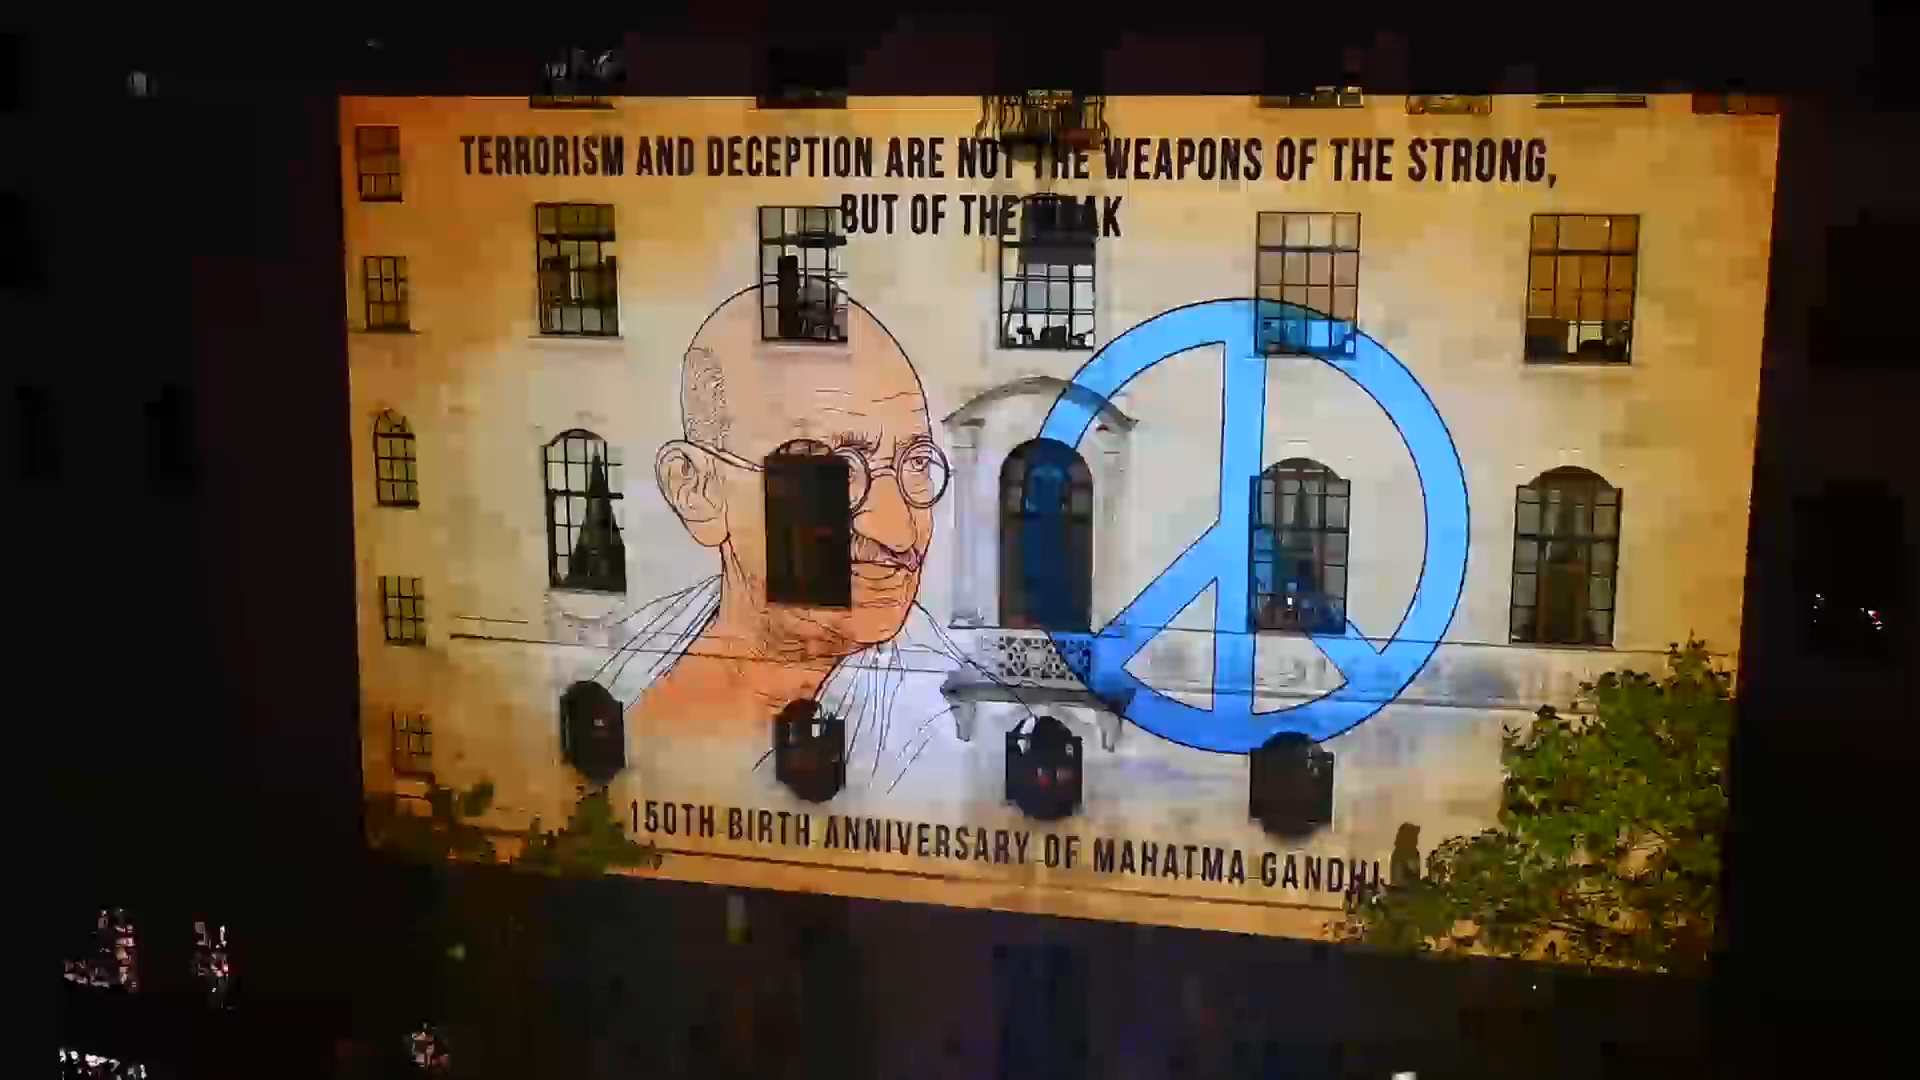 TERRORISM AND DECEPTION ARE NOT THE WEAPONS OF THE STRONG,
BUT OF THE WEAK
150TH BIRTH ANNIVERSARY OF MAHATMA GANDHI